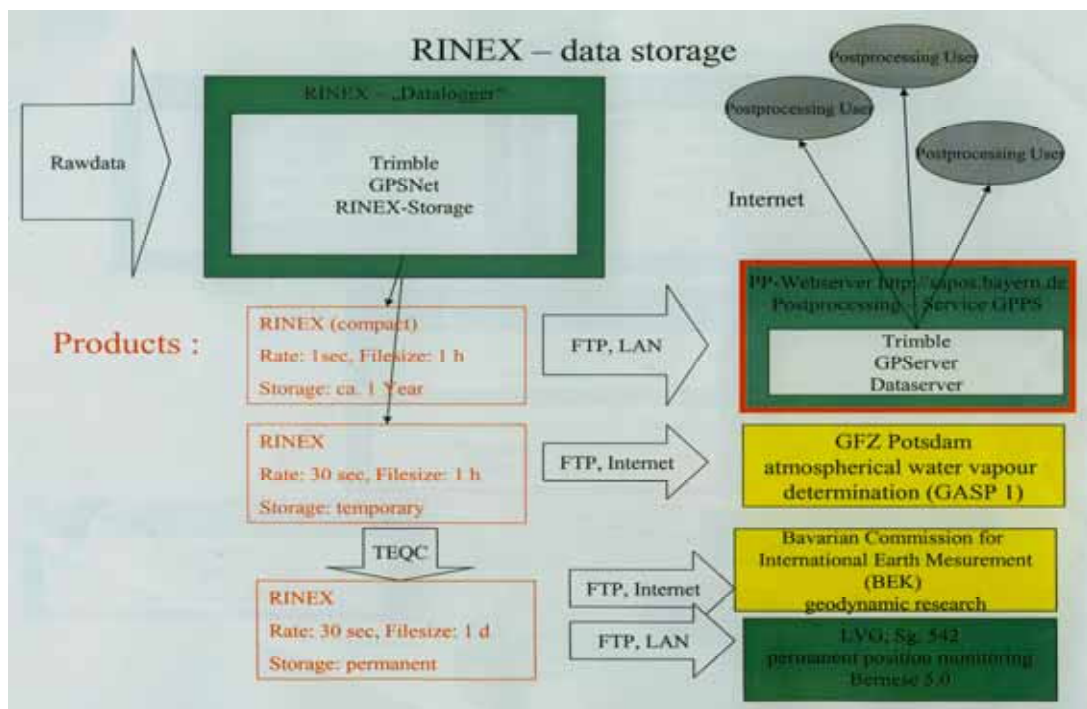 RINEX – data storage
Postprocessing User
Postprocessing User
Postprocessing User
Internet
Rawdata
RINEX – „Datalogger“
Trimble
GPSNet
RINEX-Storage
Products :
RINEX (compact)
Rate: 1sec, Filesize: 1 h
Storage: ca. 1 Year
FTP, LAN
PP-Webserver http://sapos.bayern.de
Postprocessing – Service GPPS
Trimble
GPServer
Dataserver
RINEX
Rate: 30 sec, Filesize: 1 h
Storage: temporary
FTP, Internet
GFZ Potsdam
atmospherical water vapour
determination (GASP 1)
TEQC
RINEX
Rate: 30 sec, Filesize: 1 d
Storage: permanent
FTP, Internet
Bavarian Commission for
International Earth Mesurement
(BEK)
geodynamic research
FTP, LAN
LVG, Sg. 542
permanent position monitoring
Bernese 5.0